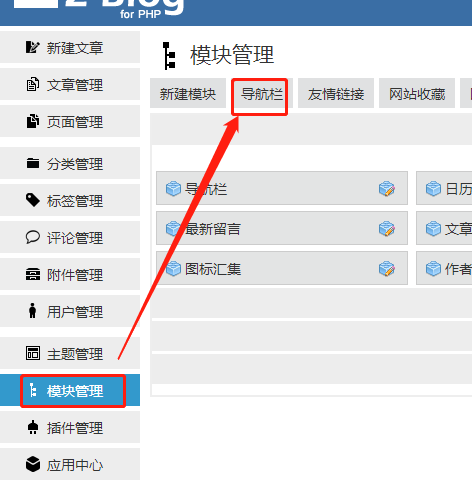 Z-Blog
for PHP
新建文章
文章管理
页面管理
分类管理
标签管理
评论管理
附件管理
用户管理
主题管理
模块管理
插件管理
应用中心
模块管理
新建模块 导航栏 友情链接 网站收藏
导航栏 日历
最新留言 文章
图标汇集 作者